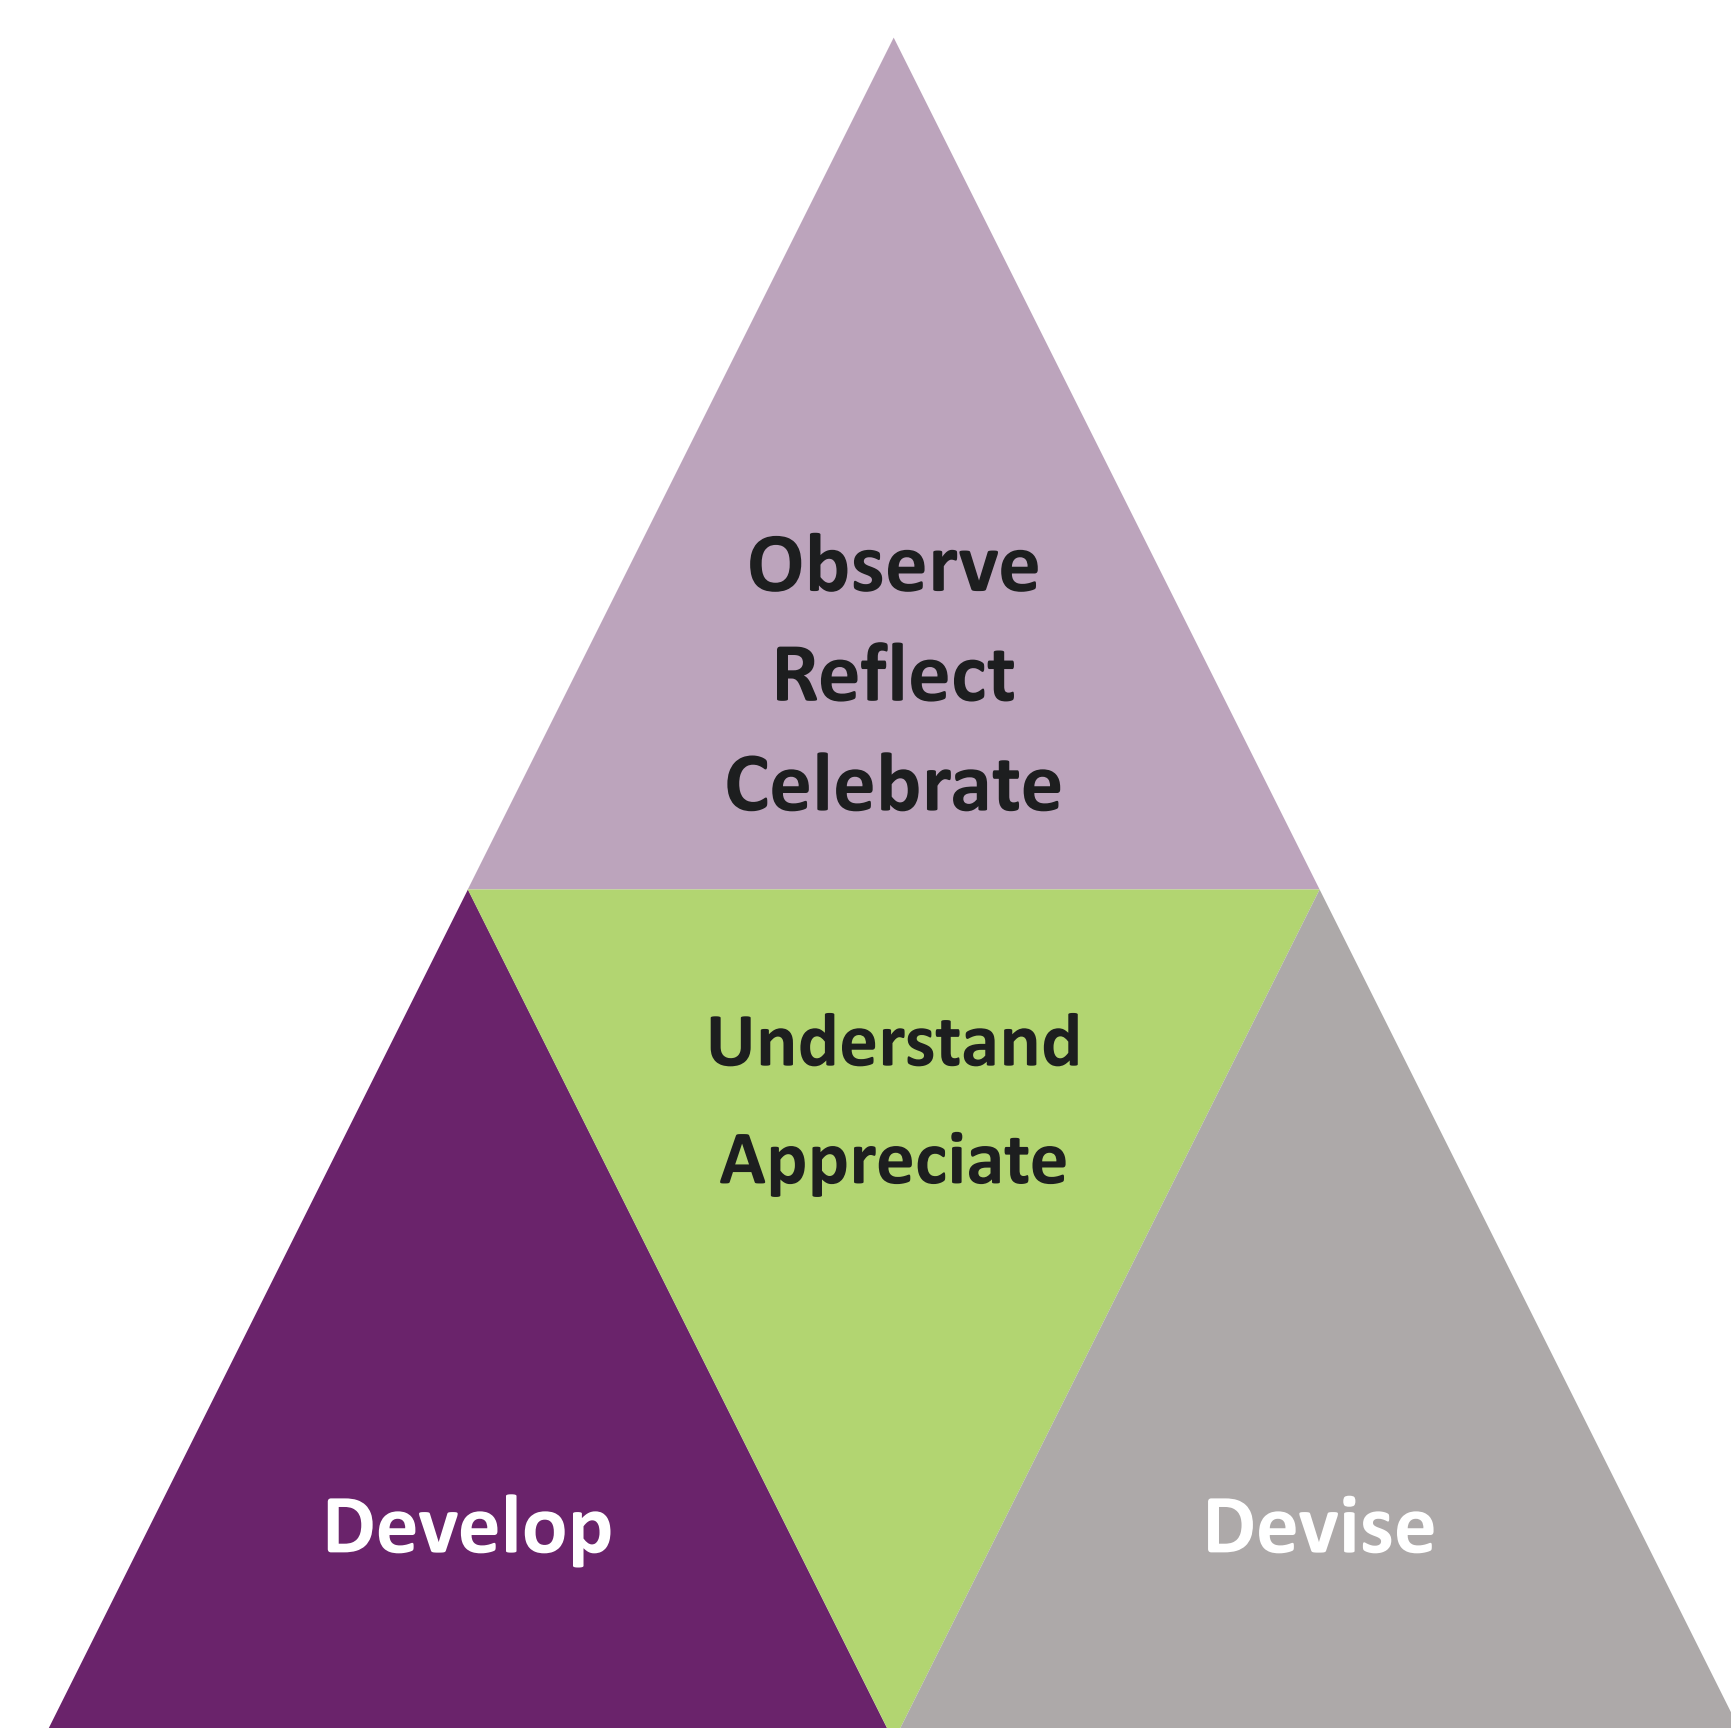 Observe
Reflect
Celebrate
Understand
Appreciate
Develop
Devise